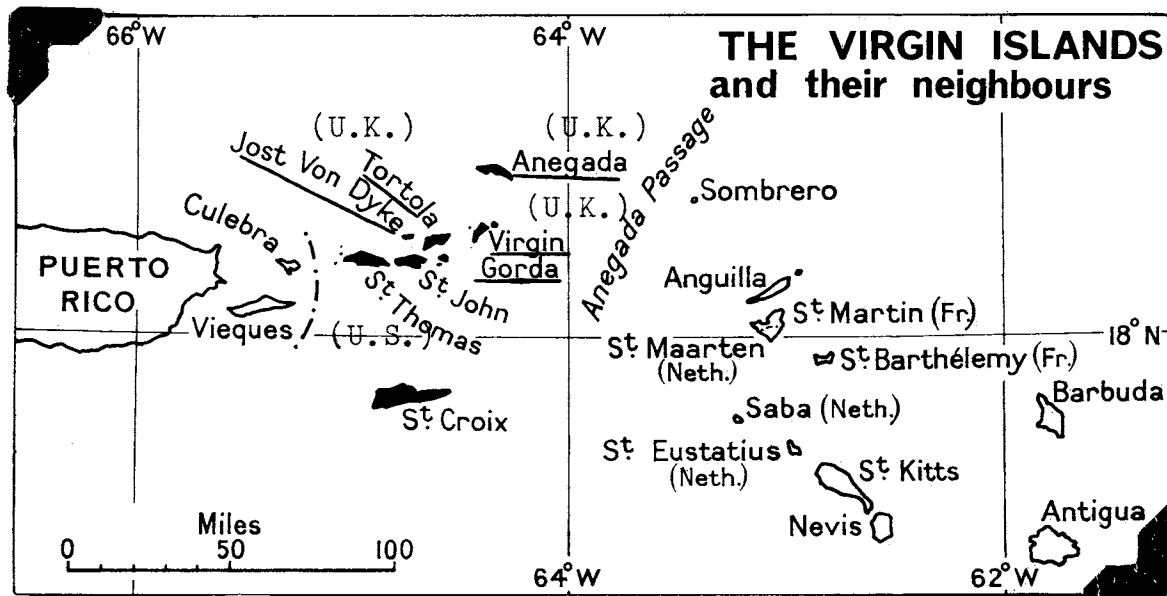 66°W
64°W
THE VIRGIN ISLANDS
and their neighbours
(U.K.)
(U.K.)
Jost Von Dyke
Tortola
Anegada
(U.K.)
Anegada Passage
Sombrero
Culebra
Virgin
Gorda
PUERTO
RICO
St. Thomas
St. John
Anguilla
Vieques
(U.S.)
St. Martin (Fr.)
18°N
St. Maarten
(Neth.)
St. Barthélemy (Fr.)
Barbuda
St. Croix
Saba (Neth.)
St. Eustatius
(Neth.)
St. Kitts
Nevis
Antigua
Miles
0 50 100
64°W
62°W